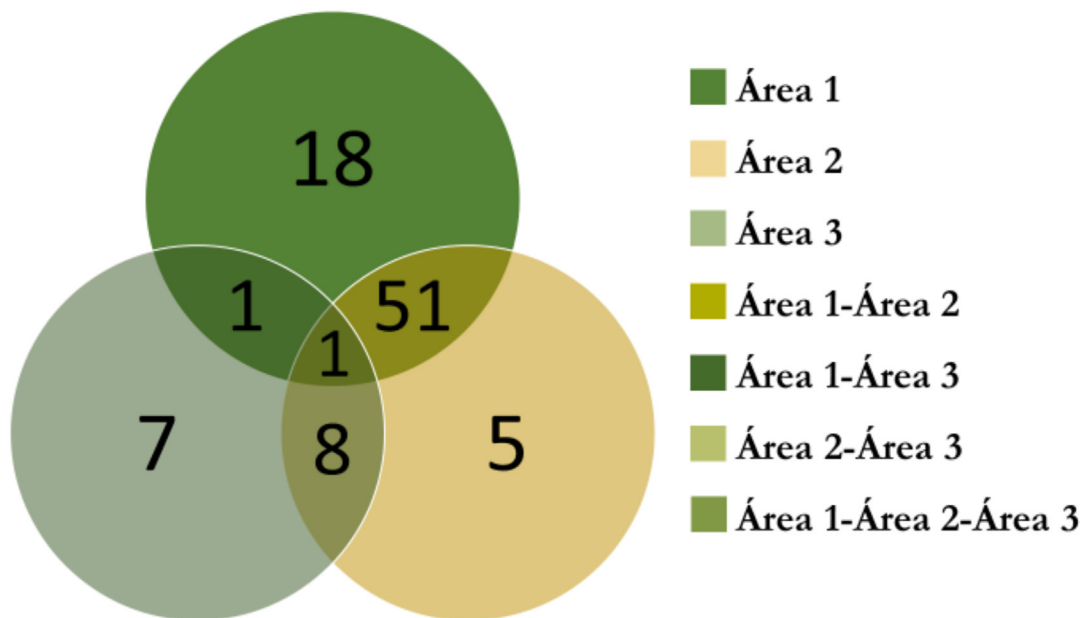 18
1
51
1
7
8
5
Área 1
Área 2
Área 3
Área 1-Área 2
Área 1-Área 3
Área 2-Área 3
Área 1-Área 2-Área 3